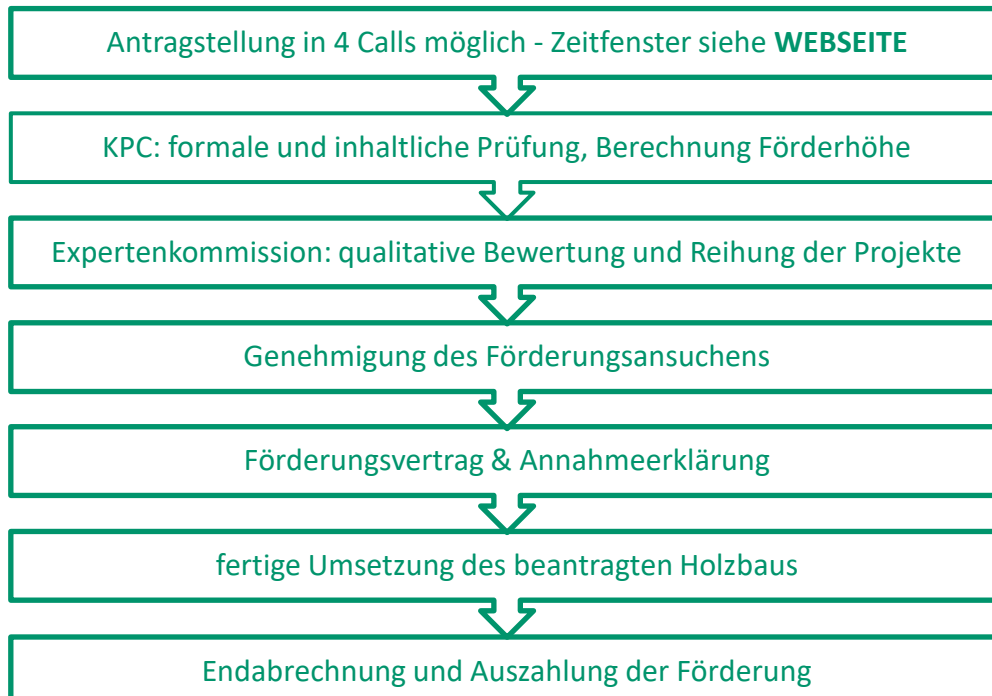 Antragstellung in 4 Calls möglich - Zeitfenster siehe WEBSEITE
KPC: formale und inhaltliche Prüfung, Berechnung Förderhöhe
Expertenkommission: qualitative Bewertung und Reihung der Projekte
Genehmigung des Förderungsansuchens
Förderungsvertrag & Annahmeerklärung
fertige Umsetzung des beantragten Holzbaus
Endabrechnung und Auszahlung der Förderung